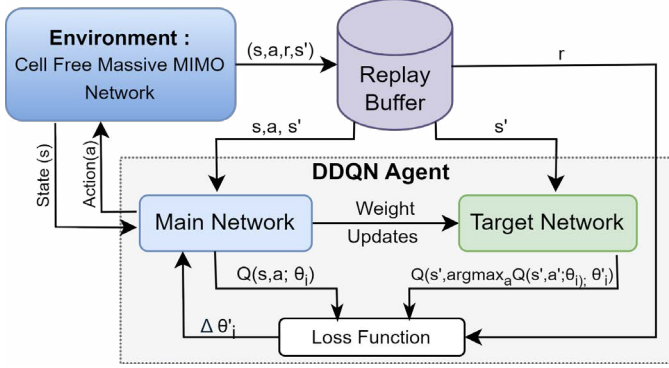 Environment :
Cell Free Massive MIMO
Network
(s,a,r,s')
Replay
Buffer
r
s,a, s'
s'
State (s)
Action(a)
DDQN Agent
Main Network
Weight
Updates
Target Network
Q(s,a; θi)
Q(s',argmaxaQ(s',a';θi); θ'i)
Δ θ'i
Loss Function